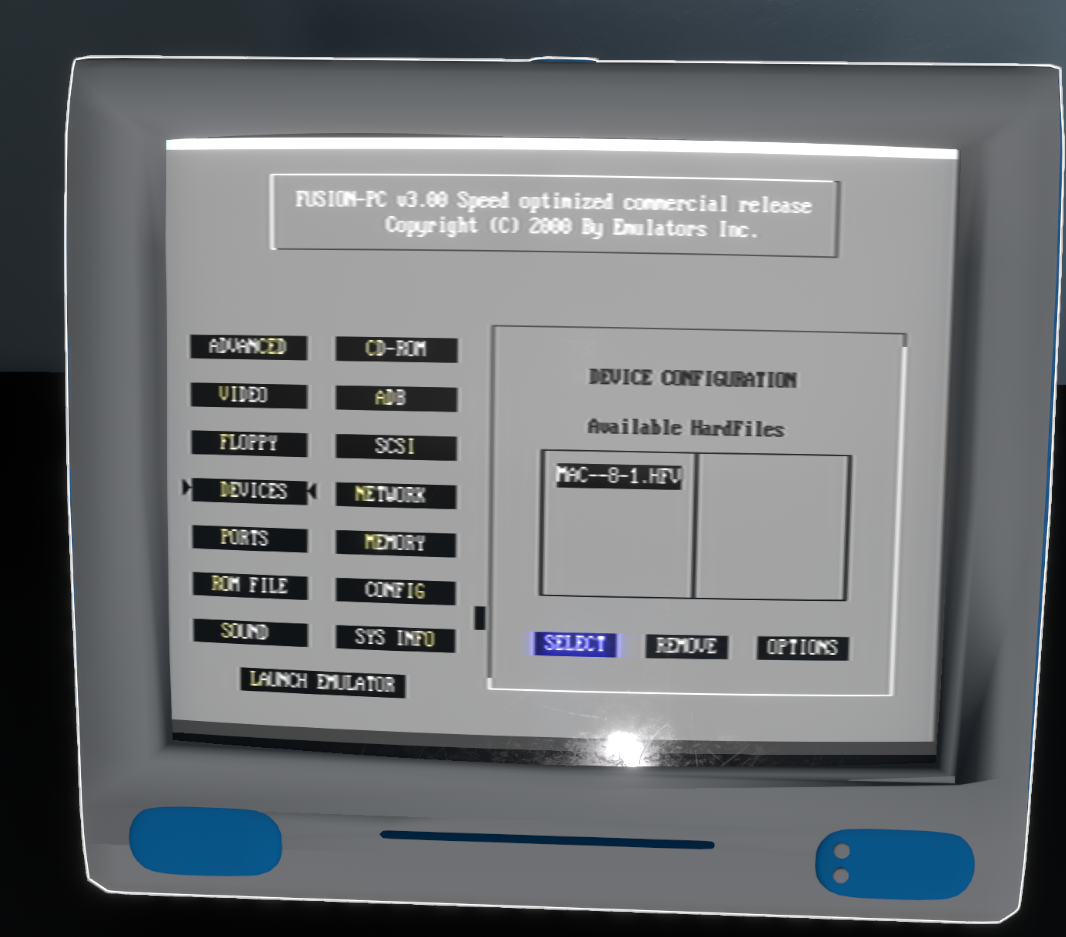 FUSION-PC v3.00 Speed optimized commercial release
Copyright (C) 2000 By Emulators Inc.
ADVANCED
CD-ROM
VIDEO
ADB
FLOPPY
SCSI
DEVICES
NETWORK
PORTS
MEMORY
ROM FILE
CONFIG
SOUND
SYS INFO
LAUNCH EMULATOR
DEVICE CONFIGURATION
Available HardFiles
MAC--8-1.HFV
SELECT
REMOVE
OPTIONS